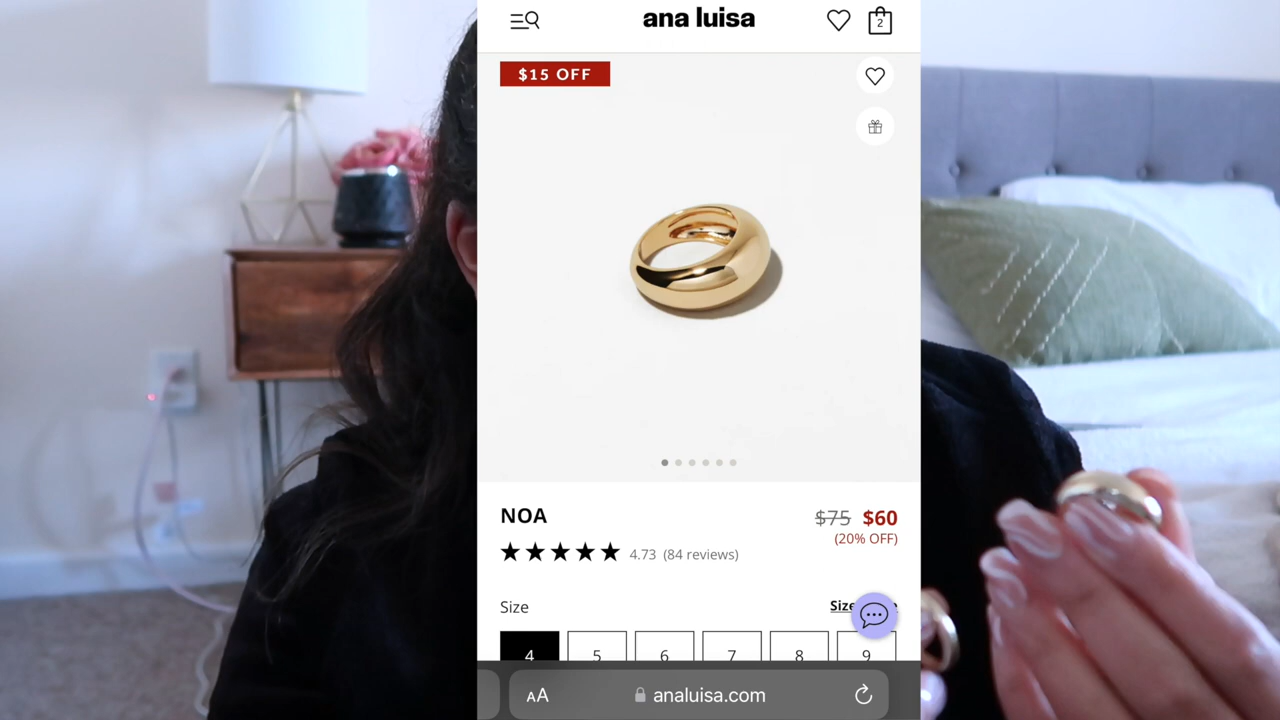 ana luisa
2
$15 OFF
NOA
$75 $60
(20% OFF)
4.73 (84 reviews)
Size
4 5 6 7 8 9
AA analuisa.com